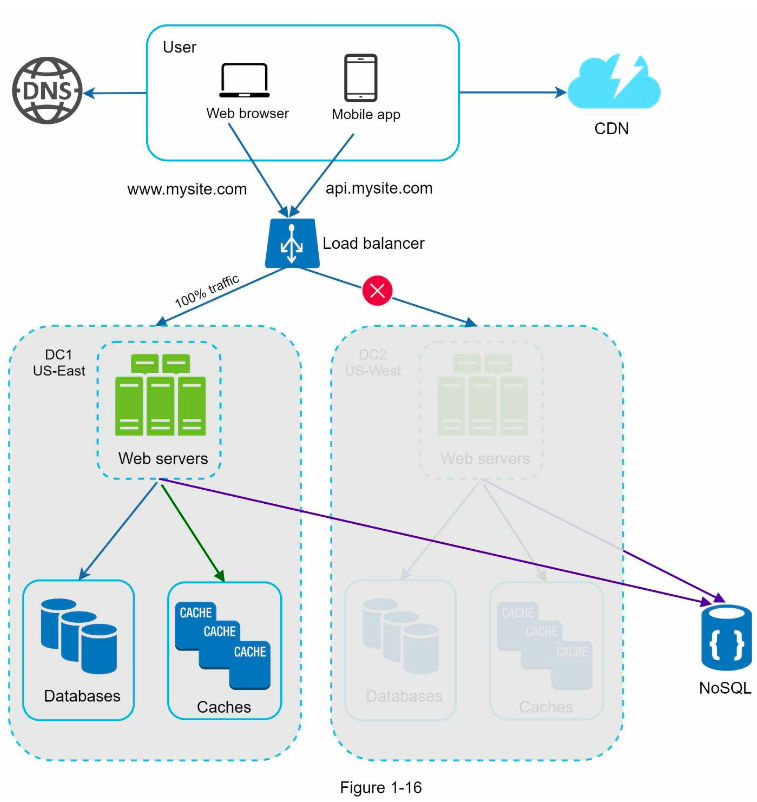 User
DNS
Web browser
Mobile app
CDN
www.mysite.com
api.mysite.com
Load balancer
100% traffic
DC1
US-East
DC2
US-West
Web servers
Web servers
CACHE
CACHE
CACHE
CACHE
CACHE
CACHE
{ }
Databases
Caches
Databases
Caches
NoSQL
Figure 1-16